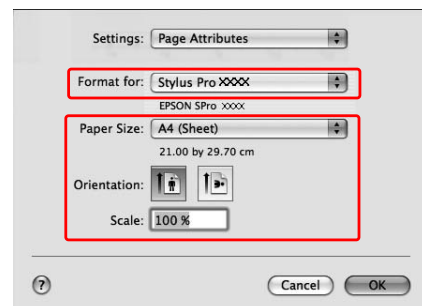 Settings: Page Attributes
Format for: Stylus Pro XXXX
EPSON SPro XXXX
Paper Size: A4 (Sheet)
21.00 by 29.70 cm
Orientation:
Scale: 100 %
? Cancel OK